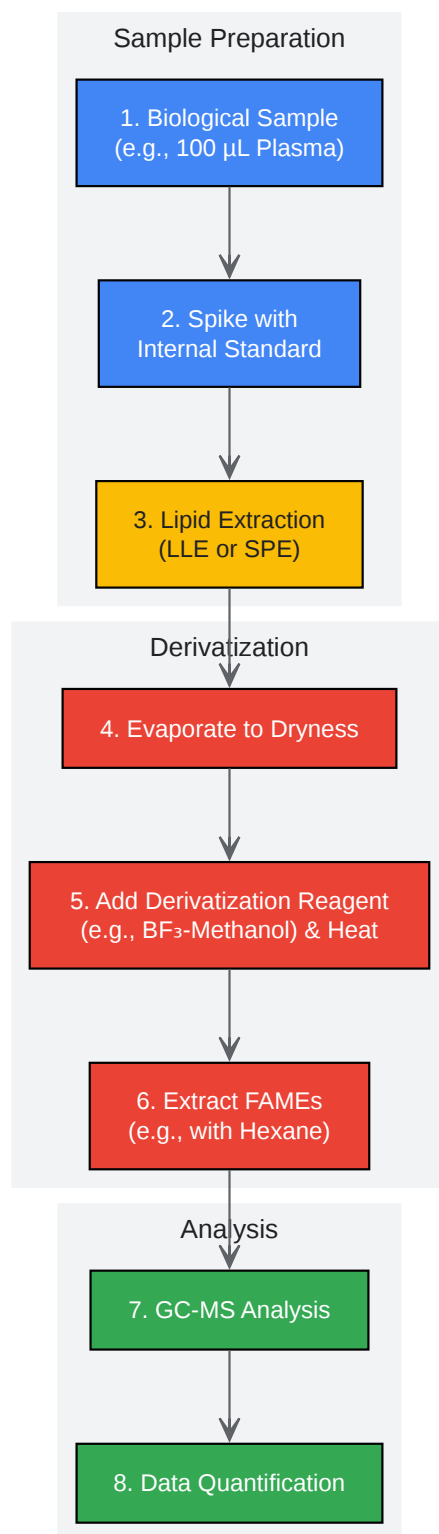 Sample Preparation
1. Biological Sample
(e.g., 100 µL Plasma)
2. Spike with
Internal Standard
3. Lipid Extraction
(LLE or SPE)
Derivatization
4. Evaporate to Dryness
5. Add Derivatization Reagent
(e.g., BF₃-Methanol) & Heat
6. Extract FAMEs
(e.g., with Hexane)
Analysis
7. GC-MS Analysis
8. Data Quantification